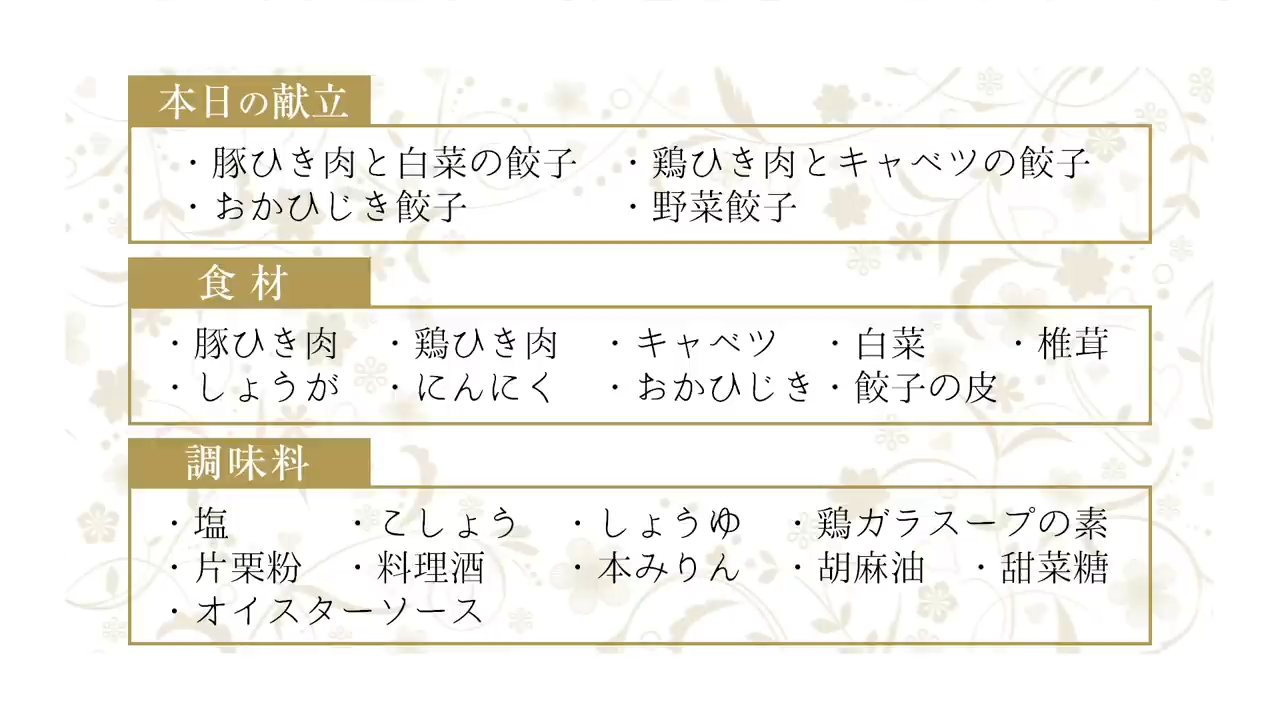 本日の献立
・豚ひき肉と白菜の餃子 ・鶏ひき肉とキャベツの餃子
・おかひじき餃子 ・野菜餃子
食材
・豚ひき肉 ・鶏ひき肉 ・キャベツ ・白菜 ・椎茸
・しょうが ・にんにく ・おかひじき ・餃子の皮
調味料
・塩 ・こしょう ・しょうゆ ・鶏ガラスープの素
・片栗粉 ・料理酒 ・本みりん ・胡麻油 ・甜菜糖
・オイスターソース